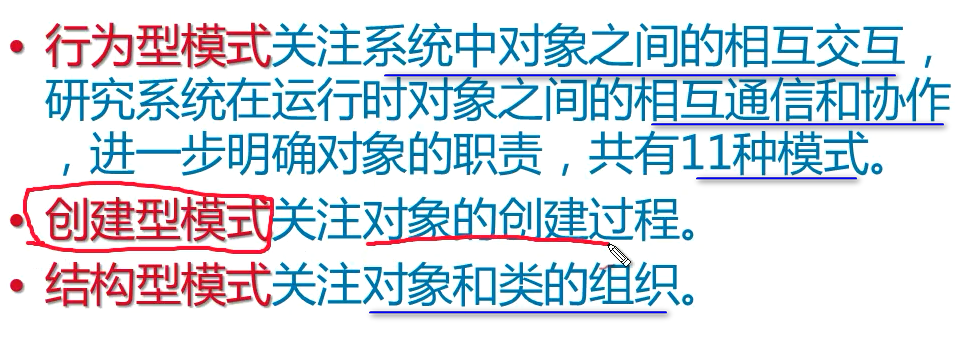 • 行为型模式关注系统中对象之间的相互交互，
研究系统在运行时对象之间的相互通信和协作
，进一步明确对象的职责，共有11种模式。
• 创建型模式关注对象的创建过程。
• 结构型模式关注对象和类的组织。